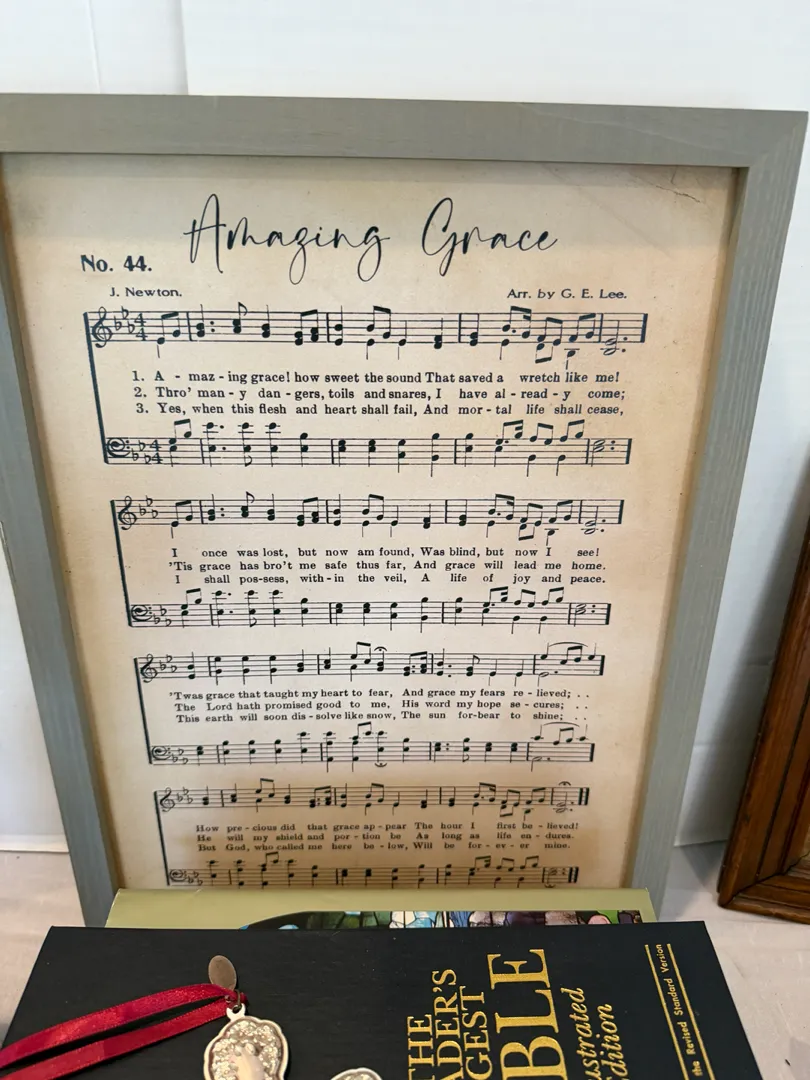 Amazing Grace
No. 44.
J. Newton. Arr. by G. E. Lee.
1. A - maz - ing grace! how sweet the sound That saved a wretch like me!
2. Thro' man - y dan - gers, toils and snares, I have al - read - y come;
3. Yes, when this flesh and heart shall fail, And mor - tal life shall cease,
I once was lost, but now am found, Was blind, but now I see!
'Tis grace has bro't me safe thus far, And grace will lead me home.
I shall pos-sess, with - in the veil, A life of joy and peace.
'Twas grace that taught my heart to fear, And grace my fears re - lieved; . .
The Lord hath promised good to me, His word my hope se - cures; . .
This earth will soon dis - solve like snow, The sun for-bear to shine; . .
How pre - cious did that grace ap - pear The hour I first be - lieved!
He will my shield and por - tion be As long as life en - dures.
But God, who called me here be - low, Will be for - ev - er mine.
THE
ADER'S
GEST
BLE
ustrated
Edition
the Revised Standard Version